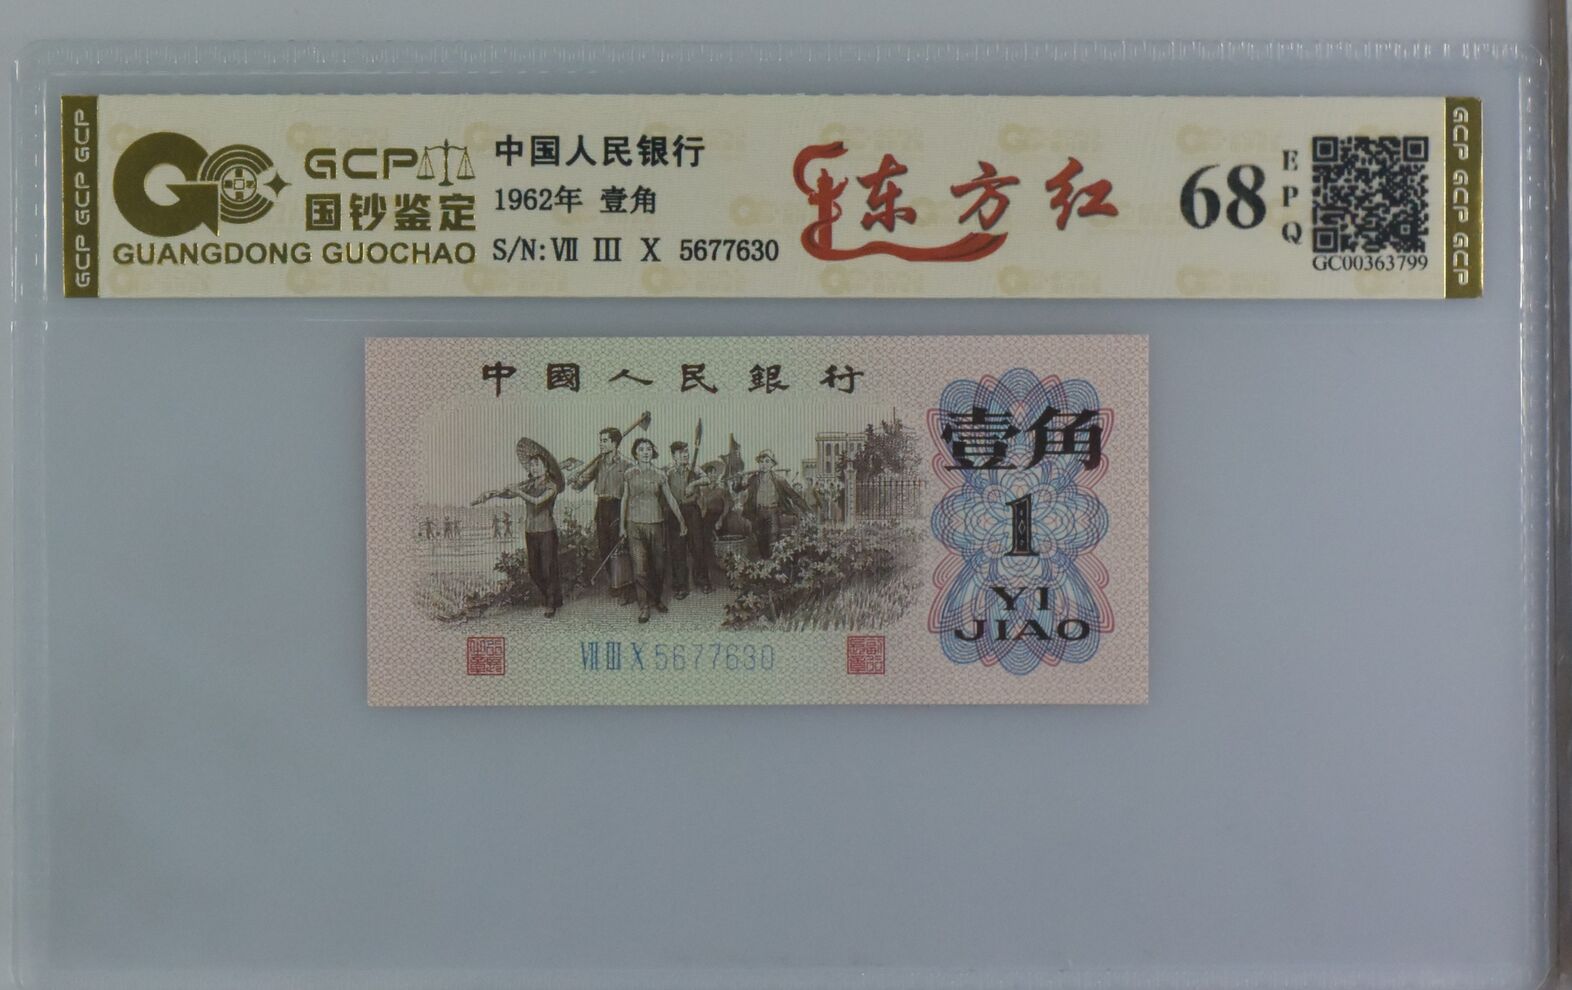 GCP GCP GCP
GCP
国钞鉴定
GUANGDONG GUOCHAO
中国人民银行
1962年 壹角
S/N: Ⅶ Ⅲ Ⅹ 5677630
东方红
68
EPQ
GC00363799
GCP GCP GCP
中國人民銀行
壹角
1
YI
JIAO
Ⅶ Ⅲ Ⅹ 5677630